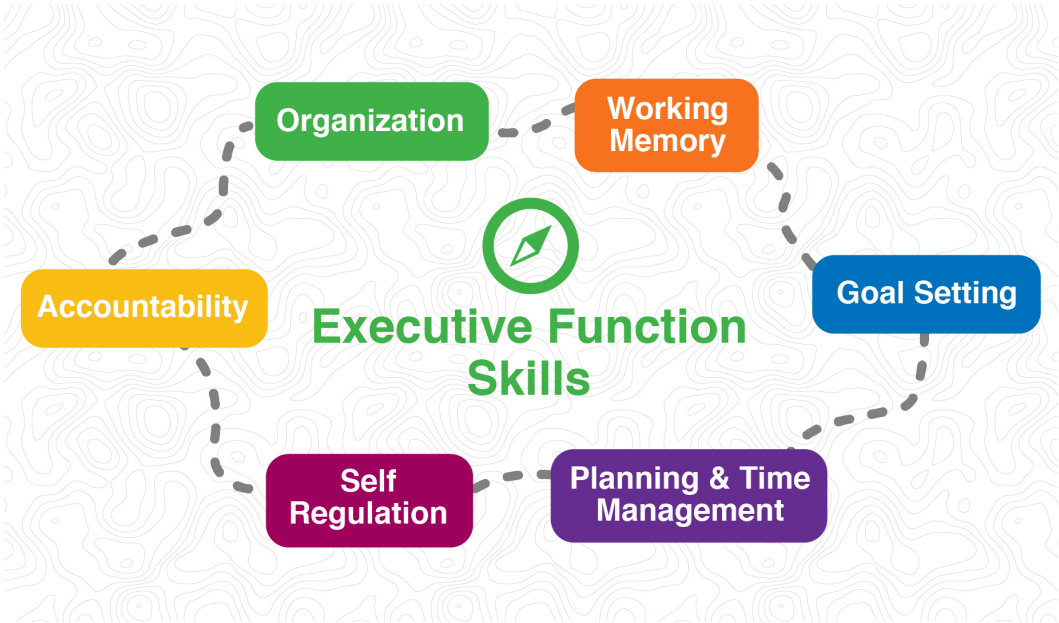 Organization
Working
Memory
Accountability
Goal Setting
Executive Function
Skills
Self
Regulation
Planning & Time
Management